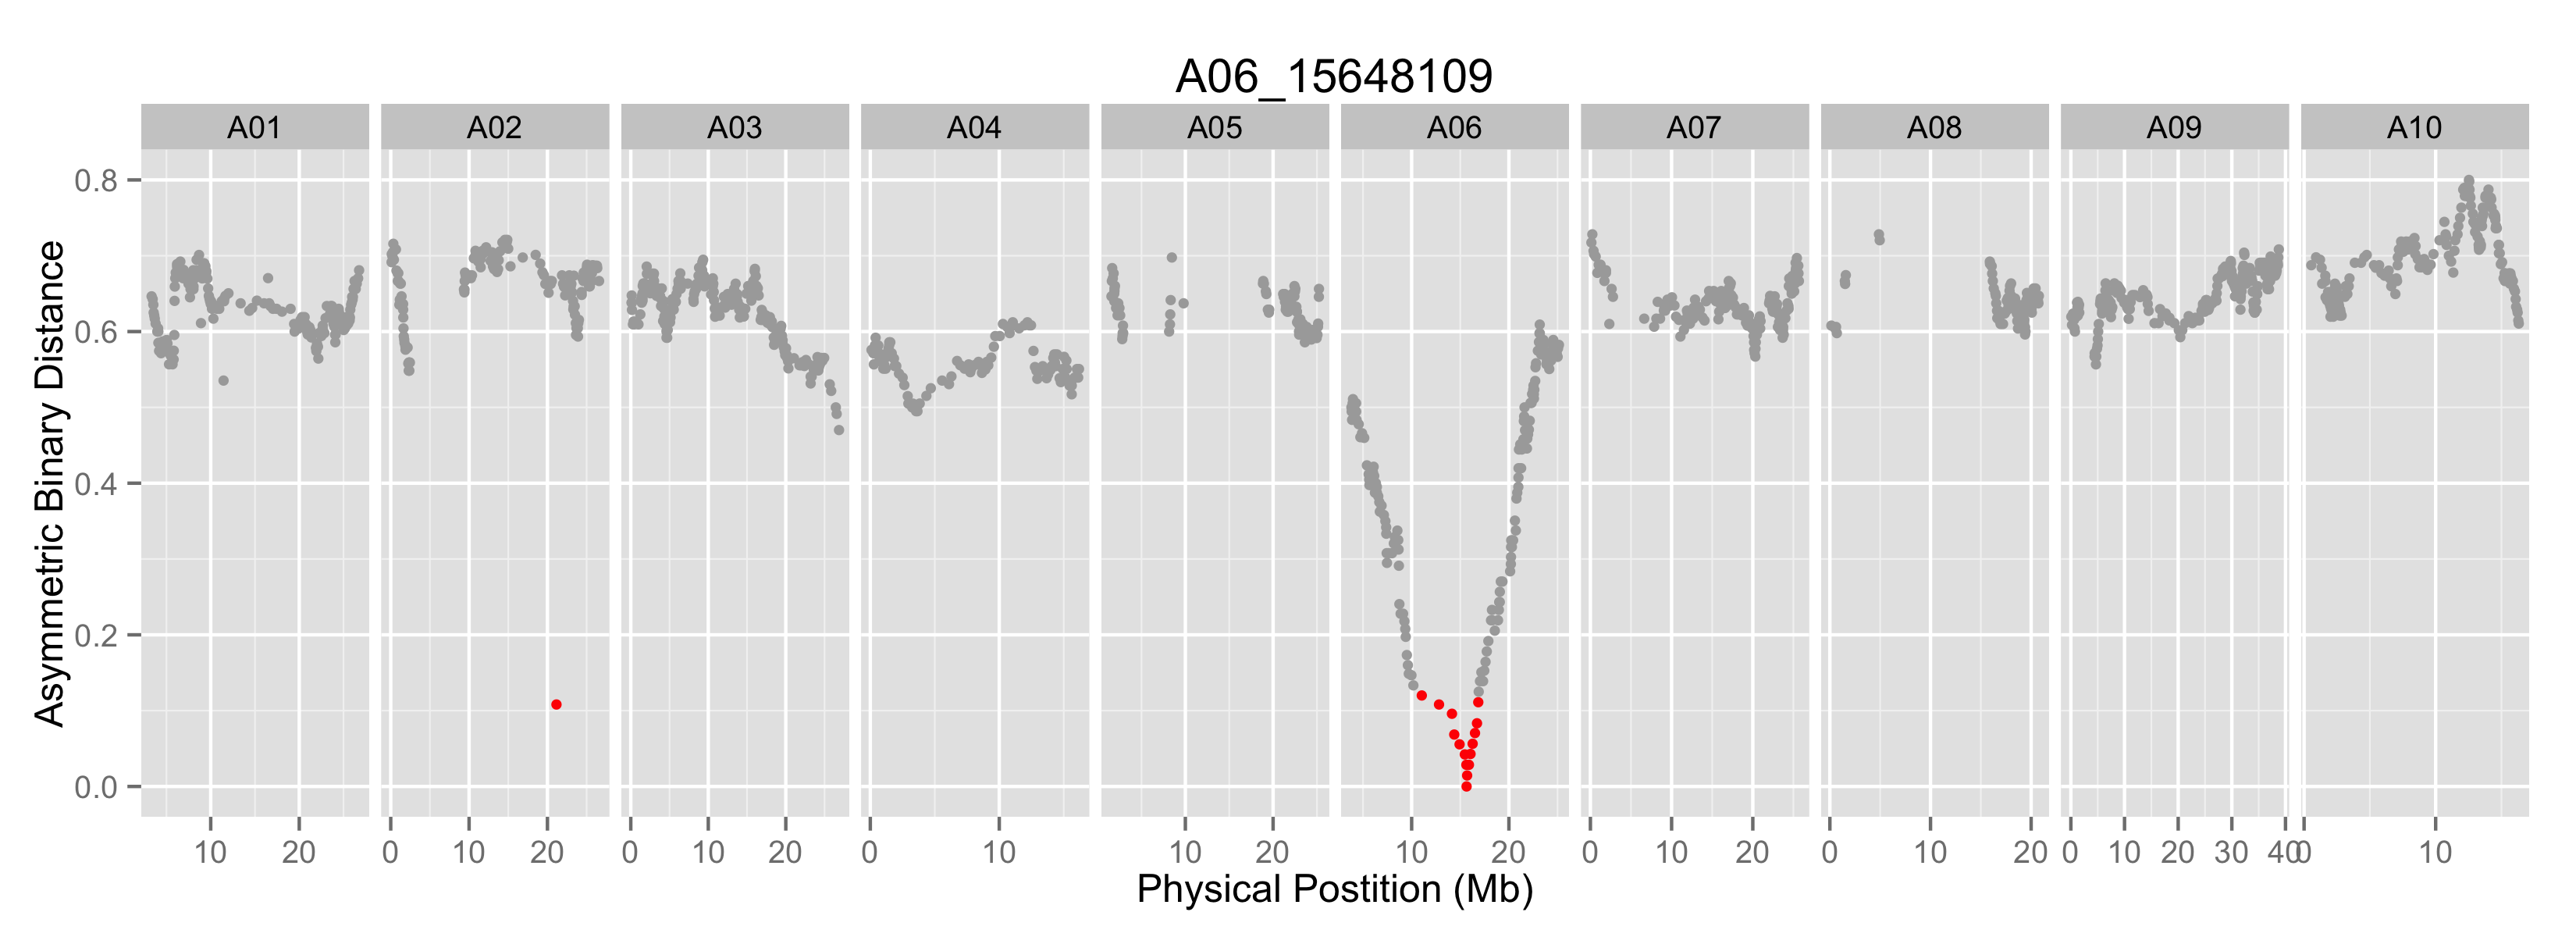 A06_15648109
A01 A02 A03 A04 A05 A06 A07 A08 A09 A10
Asymmetric Binary Distance
0.8
0.6
0.4
0.2
0.0
10 20 0 10 20 0 10 20 0 10 10 20 10 20 0 10 20 0 10 20 0 10 20 30 40 0 10
Physical Postition (Mb)